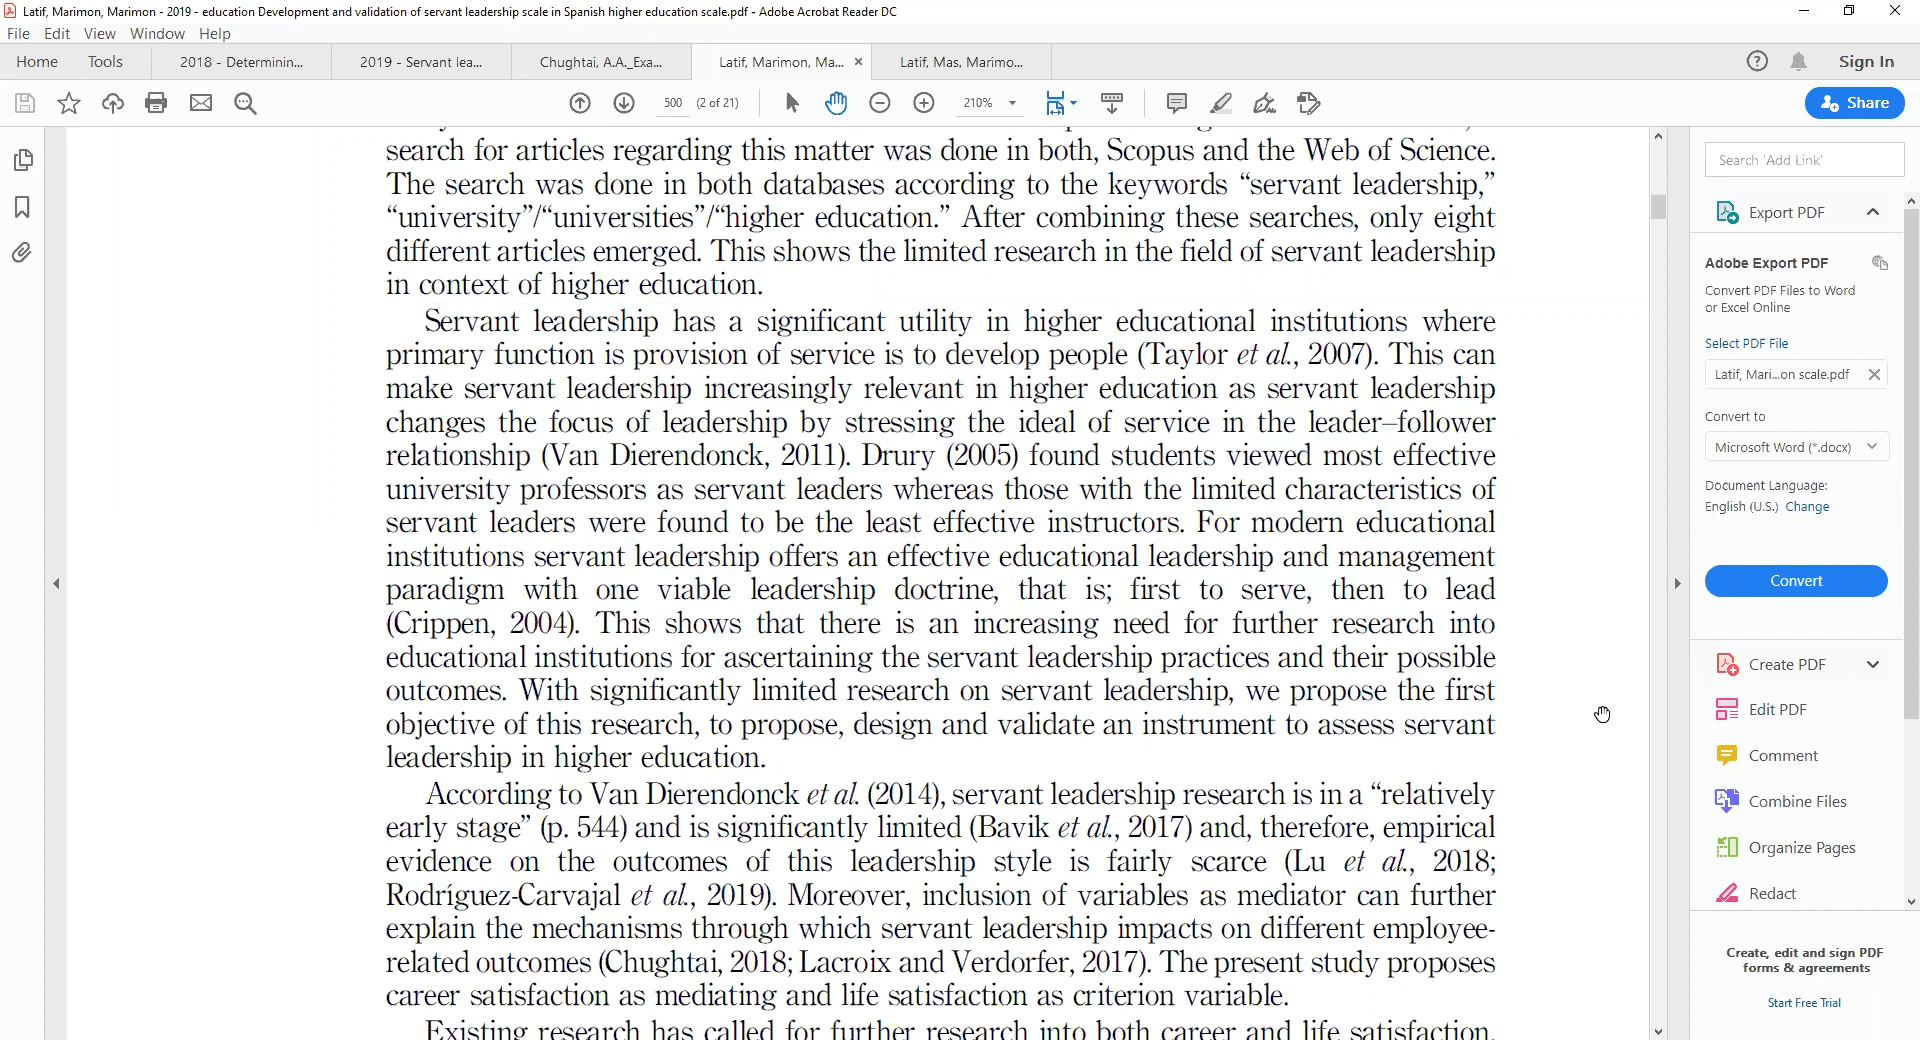 Latif, Marimon, Marimon - 2019 - education Development and validation of servant leadership scale in Spanish higher education scale.pdf - Adobe Acrobat Reader DC
File Edit View Window Help
Home Tools 2018 - Determinin... 2019 - Servant lea... Chughtai, A.A._Exa... Latif, Marimon, Ma... × Latif, Mas, Marimo... Sign In
500 (2 of 21) 210% Share
search for articles regarding this matter was done in both, Scopus and the Web of Science.
The search was done in both databases according to the keywords “servant leadership,”
“university”/“universities”/“higher education.” After combining these searches, only eight
different articles emerged. This shows the limited research in the field of servant leadership
in context of higher education.
Servant leadership has a significant utility in higher educational institutions where
primary function is provision of service is to develop people (Taylor et al., 2007). This can
make servant leadership increasingly relevant in higher education as servant leadership
changes the focus of leadership by stressing the ideal of service in the leader–follower
relationship (Van Dierendonck, 2011). Drury (2005) found students viewed most effective
university professors as servant leaders whereas those with the limited characteristics of
servant leaders were found to be the least effective instructors. For modern educational
institutions servant leadership offers an effective educational leadership and management
paradigm with one viable leadership doctrine, that is; first to serve, then to lead
(Crippen, 2004). This shows that there is an increasing need for further research into
educational institutions for ascertaining the servant leadership practices and their possible
outcomes. With significantly limited research on servant leadership, we propose the first
objective of this research, to propose, design and validate an instrument to assess servant
leadership in higher education.
According to Van Dierendonck et al. (2014), servant leadership research is in a “relatively
early stage” (p. 544) and is significantly limited (Bavik et al., 2017) and, therefore, empirical
evidence on the outcomes of this leadership style is fairly scarce (Lu et al., 2018;
Rodríguez-Carvajal et al., 2019). Moreover, inclusion of variables as mediator can further
explain the mechanisms through which servant leadership impacts on different employee-
related outcomes (Chughtai, 2018; Lacroix and Verdorfer, 2017). The present study proposes
career satisfaction as mediating and life satisfaction as criterion variable.
Existing research has called for further research into both career and life satisfaction.
Search 'Add Link'
Export PDF
Adobe Export PDF
Convert PDF Files to Word
or Excel Online
Select PDF File
Latif, Mari...on scale.pdf
Convert to
Microsoft Word (*.docx)
Document Language:
English (U.S.) Change
Convert
Create PDF
Edit PDF
Comment
Combine Files
Organize Pages
Redact
Create, edit and sign PDF
forms & agreements
Start Free Trial